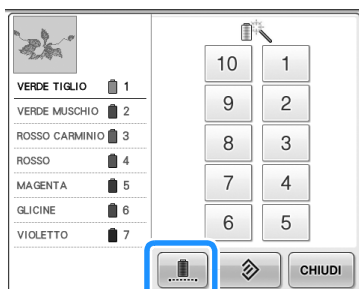 VERDE TIGLIO 1
VERDE MUSCHIO 2
ROSSO CARMINIO 3
ROSSO 4
MAGENTA 5
GLICINE 6
VIOLETTO 7
10 1
9 2
8 3
7 4
6 5
CHIUDI